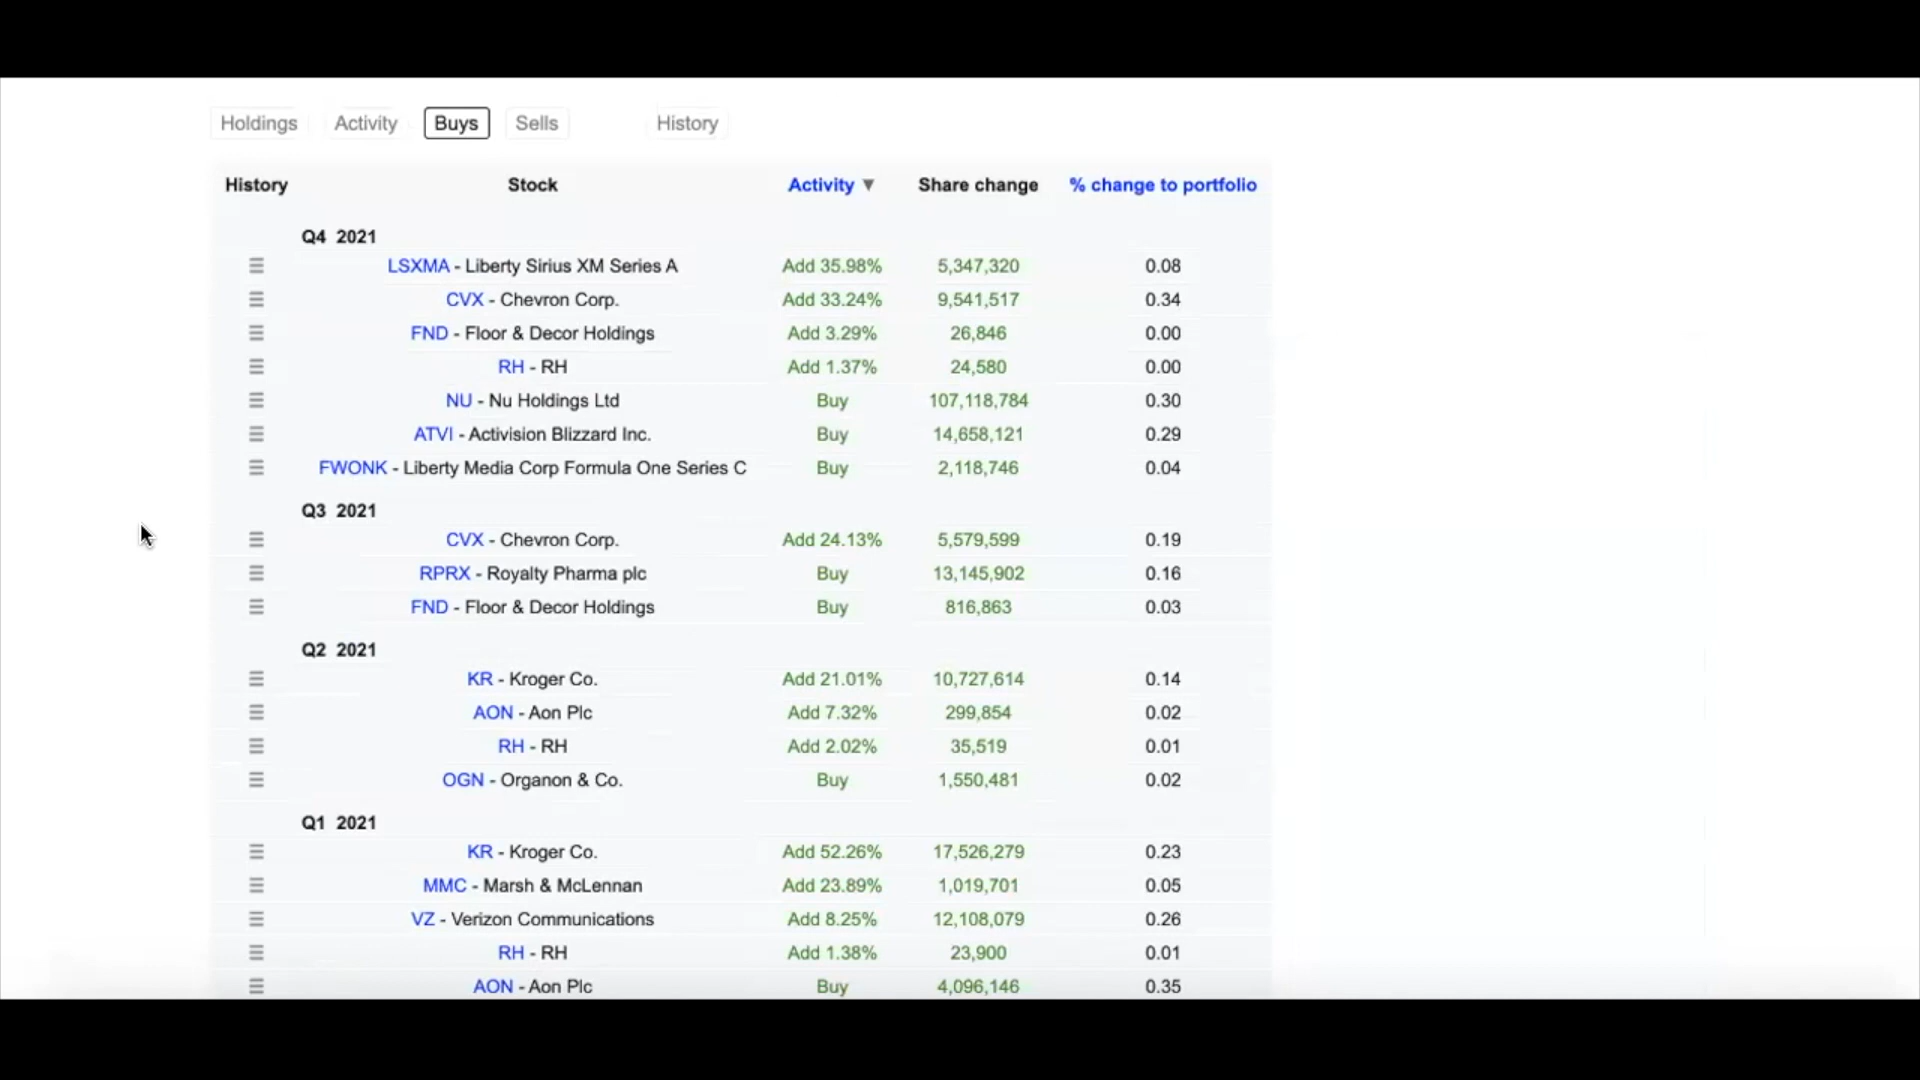 Holdings Activity Buys Sells History
History Stock Activity ▼ Share change % change to portfolio
Q4 2021
LSXMA - Liberty Sirius XM Series A Add 35.98% 5,347,320 0.08
CVX - Chevron Corp. Add 33.24% 9,541,517 0.34
FND - Floor & Decor Holdings Add 3.29% 26,846 0.00
RH - RH Add 1.37% 24,580 0.00
NU - Nu Holdings Ltd Buy 107,118,784 0.30
ATVI - Activision Blizzard Inc. Buy 14,658,121 0.29
FWONK - Liberty Media Corp Formula One Series C Buy 2,118,746 0.04
Q3 2021
CVX - Chevron Corp. Add 24.13% 5,579,599 0.19
RPRX - Royalty Pharma plc Buy 13,145,902 0.16
FND - Floor & Decor Holdings Buy 816,863 0.03
Q2 2021
KR - Kroger Co. Add 21.01% 10,727,614 0.14
AON - Aon Plc Add 7.32% 299,854 0.02
RH - RH Add 2.02% 35,519 0.01
OGN - Organon & Co. Buy 1,550,481 0.02
Q1 2021
KR - Kroger Co. Add 52.26% 17,526,279 0.23
MMC - Marsh & McLennan Add 23.89% 1,019,701 0.05
VZ - Verizon Communications Add 8.25% 12,108,079 0.26
RH - RH Add 1.38% 23,900 0.01
AON - Aon Plc Buy 4,096,146 0.35